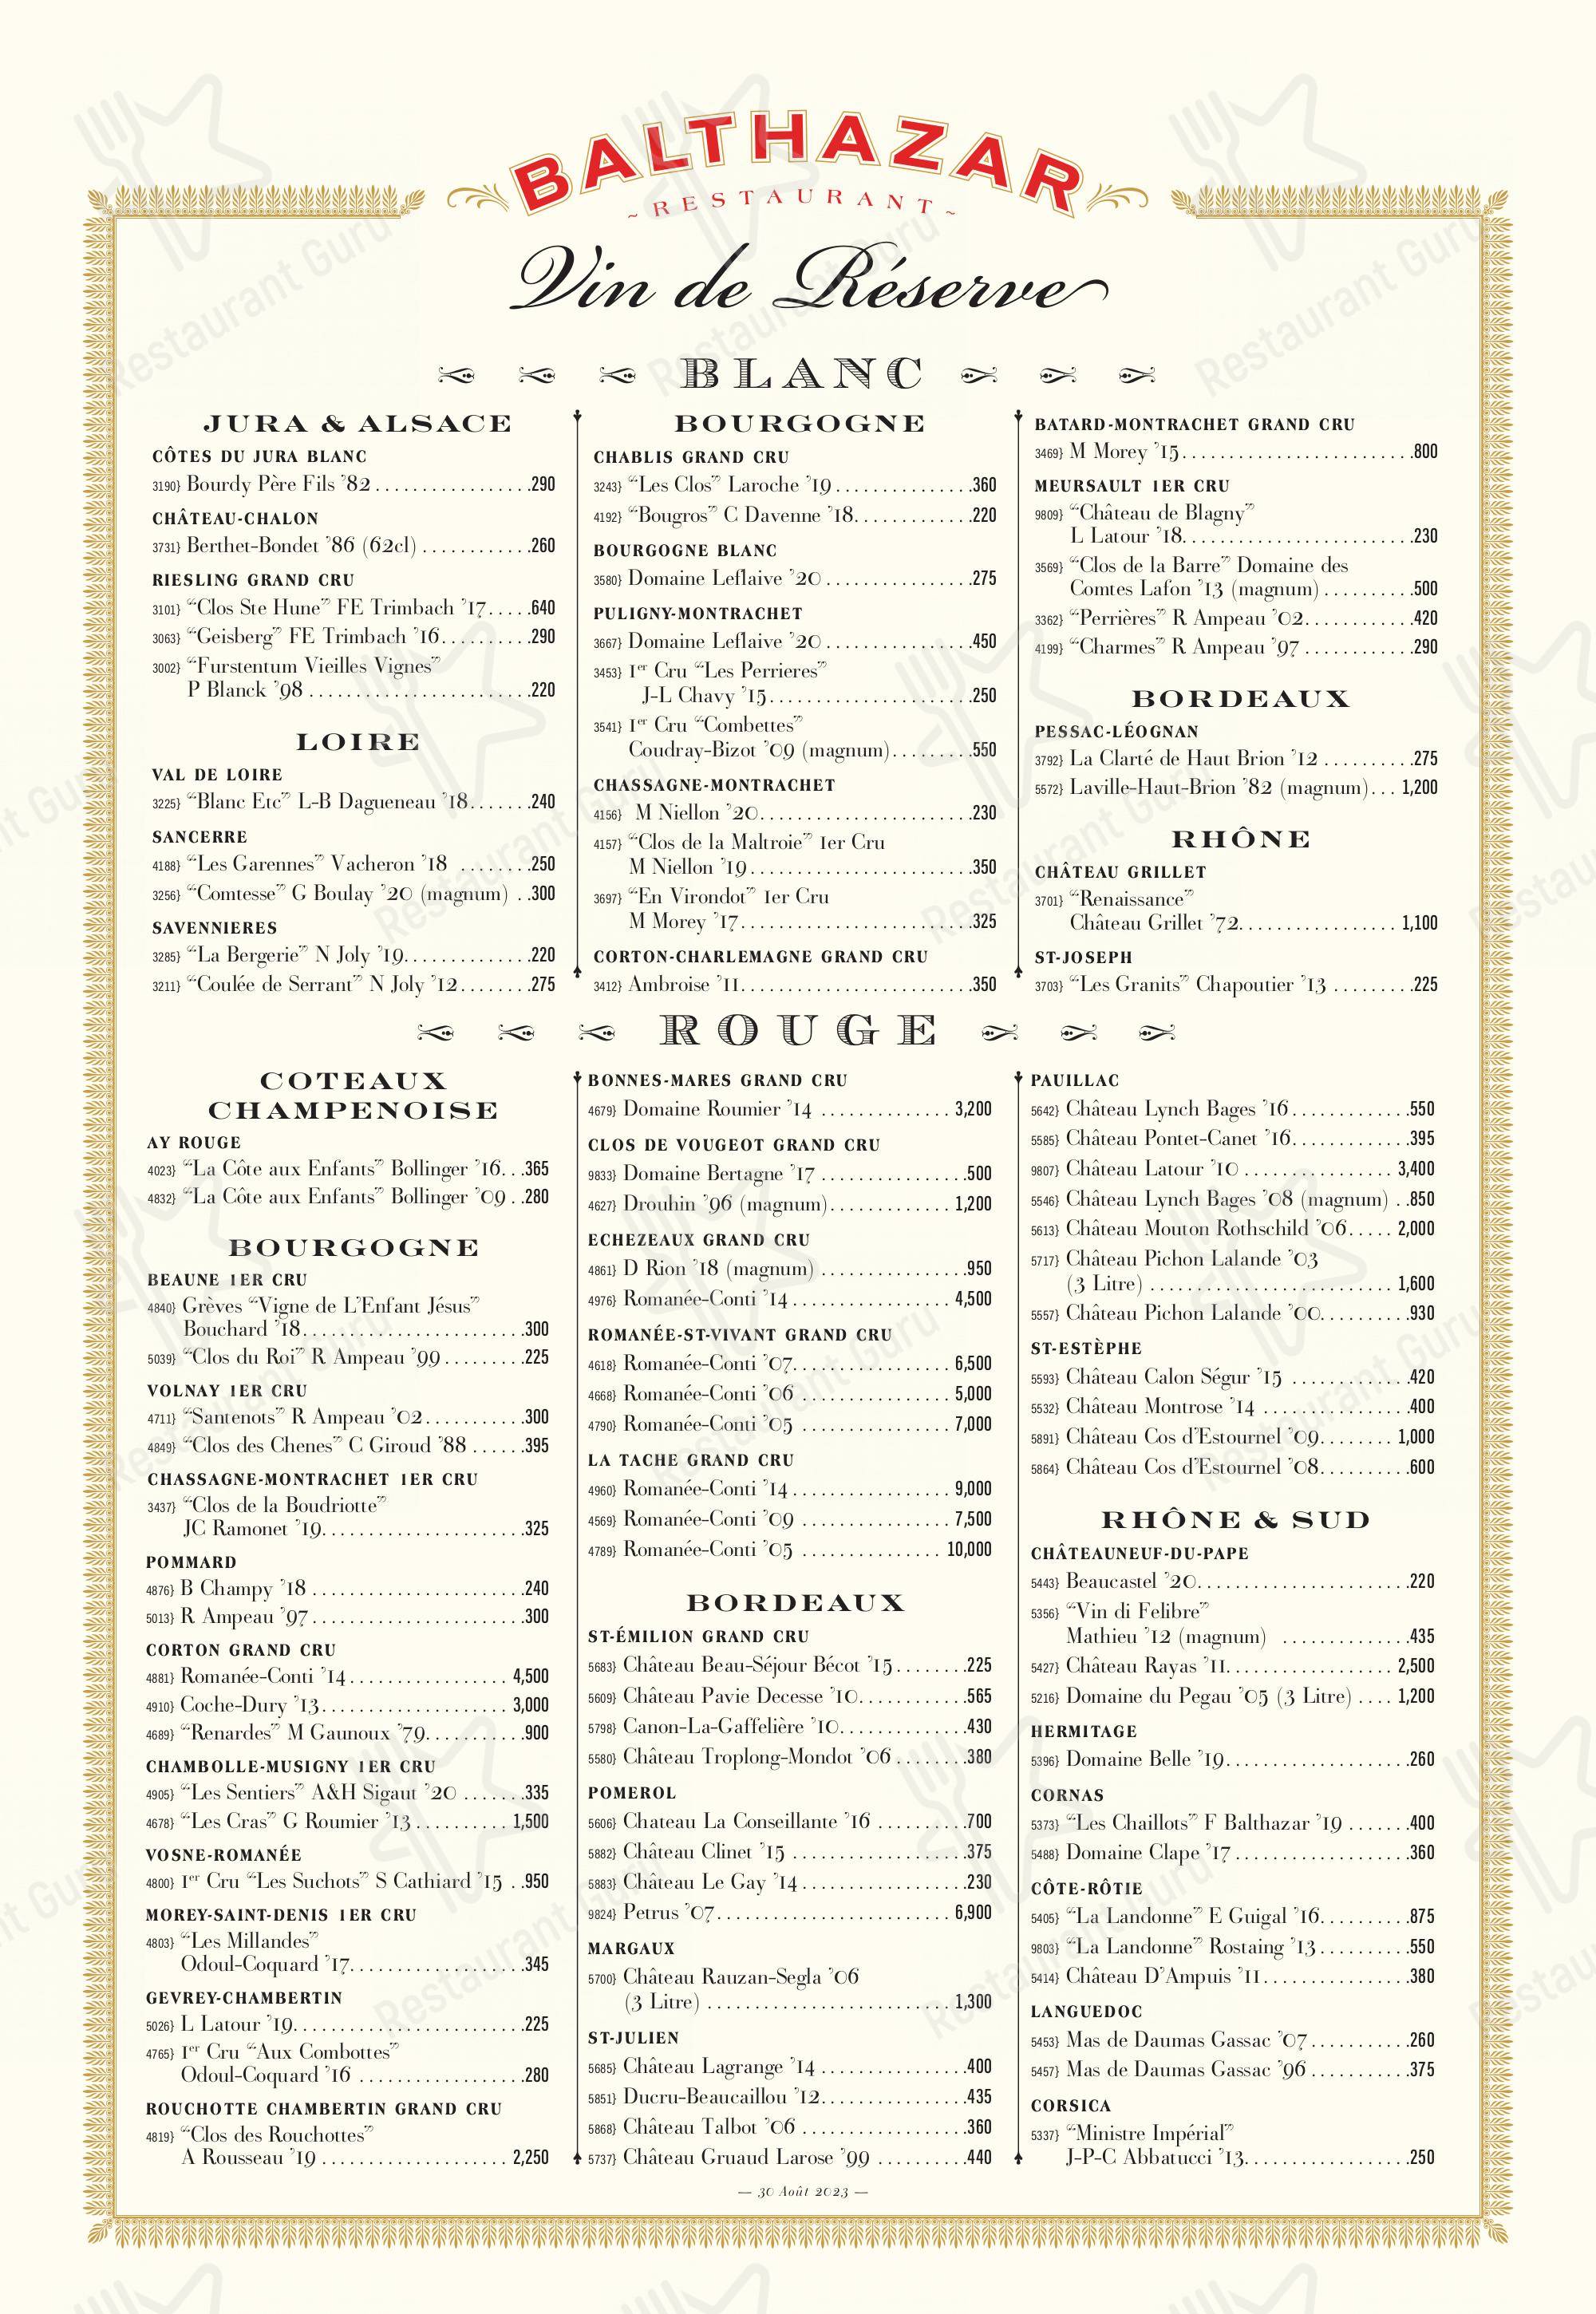 BALTHAZAR
~ RESTAURANT ~
Vin de Réserve
BLANC
JURA & ALSACE
CÔTES DU JURA BLANC
3190} Bourdy Père Fils ’82.................290
CHÂTEAU-CHALON
3731} Berthet-Bondet ’86 (62cl)............260
RIESLING GRAND CRU
3101} “Clos Ste Hune” FE Trimbach ’17.....640
3063} “Geisberg” FE Trimbach ’16..........290
3002} “Furstentum Vieilles Vignes”
P Blanck ’98........................220
LOIRE
VAL DE LOIRE
3225} “Blanc Etc” L-B Dagueneau ’18.......240
SANCERRE
4188} “Les Garennes” Vacheron ’18 ........250
3256} “Comtesse” G Boulay ’20 (magnum) ..300
SAVENNIERES
3285} “La Bergerie” N Joly ’19..............220
3211} “Coulée de Serrant” N Joly ’12........275
BOURGOGNE
CHABLIS GRAND CRU
3243} “Les Clos” Laroche ’19...............360
4192} “Bougros” C Davenne ’18.............220
BOURGOGNE BLANC
3580} Domaine Leflaive ’20................275
PULIGNY-MONTRACHET
3667} Domaine Leflaive ’20................450
3453} 1er Cru “Les Perrieres”
J-L Chavy ’15......................250
3541} 1er Cru “Combettes”
Coudray-Bizot ’09 (magnum).........550
CHASSAGNE-MONTRACHET
4156} M Niellon ’20.......................230
4157} “Clos de la Maltroie” 1er Cru
M Niellon ’19........................350
3697} “En Virondot” 1er Cru
M Morey ’17.........................325
CORTON-CHARLEMAGNE GRAND CRU
3412} Ambroise ’11.........................350
BATARD-MONTRACHET GRAND CRU
3469} M Morey ’15.........................800
MEURSAULT 1ER CRU
9809} “Château de Blagny”
L Latour ’18.........................230
3569} “Clos de la Barre” Domaine des
Comtes Lafon ’13 (magnum)..........500
3362} “Perrières” R Ampeau ’02............420
4199} “Charmes” R Ampeau ’97............290
BORDEAUX
PESSAC-LÉOGNAN
3792} La Clarté de Haut Brion ’12..........275
5572} Laville-Haut-Brion ’82 (magnum)...1,200
RHÔNE
CHÂTEAU GRILLET
3701} “Renaissance”
Château Grillet ’72.................1,100
ST-JOSEPH
3703} “Les Granits” Chapoutier ’13.........225
ROUGE
COTEAUX
CHAMPENOISE
AY ROUGE
4023} “La Côte aux Enfants” Bollinger ’16...365
4832} “La Côte aux Enfants” Bollinger ’09..280
BOURGOGNE
BEAUNE 1ER CRU
4840} Grèves “Vigne de L’Enfant Jésus”
Bouchard ’18........................300
5039} “Clos du Roi” R Ampeau ’99.........225
VOLNAY 1ER CRU
4711} “Santenots” R Ampeau ’02...........300
4849} “Clos des Chenes” C Giroud ’88......395
CHASSAGNE-MONTRACHET 1ER CRU
3437} “Clos de la Boudriotte”
JC Ramonet ’19......................325
POMMARD
4876} B Champy ’18.......................240
5013} R Ampeau ’97.......................300
CORTON GRAND CRU
4881} Romanée-Conti ’14.................4,500
4910} Coche-Dury ’13....................3,000
4689} “Renardes” M Gaunoux ’79...........900
CHAMBOLLE-MUSIGNY 1ER CRU
4905} “Les Sentiers” A&H Sigaut ’20.......335
4678} “Les Cras” G Roumier ’13..........1,500
VOSNE-ROMANÉE
4800} 1er Cru “Les Suchots” S Cathiard ’15..950
MOREY-SAINT-DENIS 1ER CRU
4803} “Les Millandes”
Odoul-Coquard ’17...................345
GEVREY-CHAMBERTIN
5026} L Latour ’19.........................225
4765} 1er Cru “Aux Combottes”
Odoul-Coquard ’16..................280
ROUCHOTTE CHAMBERTIN GRAND CRU
4819} “Clos des Rouchottes”
A Rousseau ’19....................2,250
BONNES-MARES GRAND CRU
4679} Domaine Roumier ’14..............3,200
CLOS DE VOUGEOT GRAND CRU
9833} Domaine Bertagne ’17................500
4627} Drouhin ’96 (magnum).............1,200
ECHEZEAUX GRAND CRU
4861} D Rion ’18 (magnum)................950
4976} Romanée-Conti ’14.................4,500
ROMANÉE-ST-VIVANT GRAND CRU
4618} Romanée-Conti ’07.................6,500
4668} Romanée-Conti ’06................5,000
4790} Romanée-Conti ’05................7,000
LA TACHE GRAND CRU
4960} Romanée-Conti ’14.................9,000
4569} Romanée-Conti ’09................7,500
4789} Romanée-Conti ’05...............10,000
BORDEAUX
ST-ÉMILION GRAND CRU
5683} Château Beau-Séjour Bécot ’15........225
5609} Château Pavie Decesse ’10............565
5798} Canon-La-Gaffelière ’10..............430
5580} Château Troplong-Mondot ’06........380
POMEROL
5606} Chateau La Conseillante ’16..........700
5882} Château Clinet ’15...................375
5883} Château Le Gay ’14..................230
9824} Petrus ’07.........................6,900
MARGAUX
5700} Château Rauzan-Segla ’06
(3 Litre)..........................1,300
ST-JULIEN
5685} Château Lagrange ’14................400
5851} Ducru-Beaucaillou ’12................435
5868} Château Talbot ’06..................360
5737} Château Gruaud Larose ’99..........440
PAUILLAC
5642} Château Lynch Bages ’16.............550
5585} Château Pontet-Canet ’16.............395
9807} Château Latour ’10................3,400
5546} Château Lynch Bages ’08 (magnum)..850
5613} Château Mouton Rothschild ’06.....2,000
5717} Château Pichon Lalande ’03
(3 Litre)..........................1,600
5557} Château Pichon Lalande ’00..........930
ST-ESTÈPHE
5593} Château Calon Ségur ’15.............420
5532} Château Montrose ’14................400
5891} Château Cos d’Estournel ’09........1,000
5864} Château Cos d’Estournel ’08..........600
RHÔNE & SUD
CHÂTEAUNEUF-DU-PAPE
5443} Beaucastel ’20.......................220
5356} “Vin di Felibre”
Mathieu ’12 (magnum) ..............435
5427} Château Rayas ’11..................2,500
5216} Domaine du Pegau ’05 (3 Litre)....1,200
HERMITAGE
5396} Domaine Belle ’19....................260
CORNAS
5373} “Les Chaillots” F Balthazar ’19.......400
5488} Domaine Clape ’17...................360
CÔTE-RÔTIE
5405} “La Landonne” E Guigal ’16..........875
9803} “La Landonne” Rostaing ’13..........550
5414} Château D’Ampuis ’11................380
LANGUEDOC
5453} Mas de Daumas Gassac ’07...........260
5457} Mas de Daumas Gassac ’96...........375
CORSICA
5337} “Ministre Impérial”
J-P-C Abbatucci ’13..................250
— 30 Août 2023 —
Restaurant Guru